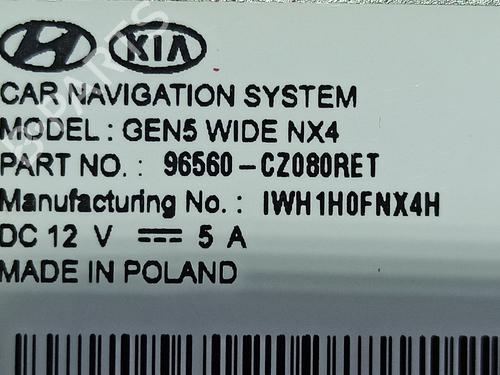 KIA
CAR NAVIGATION SYSTEM
MODEL : GEN5 WIDE NX4
PART NO. : 96560-CZ080RET
Manufacturing No. : IWH1H0FNX4H
DC 12 V ⎓ 5 A
MADE IN POLAND